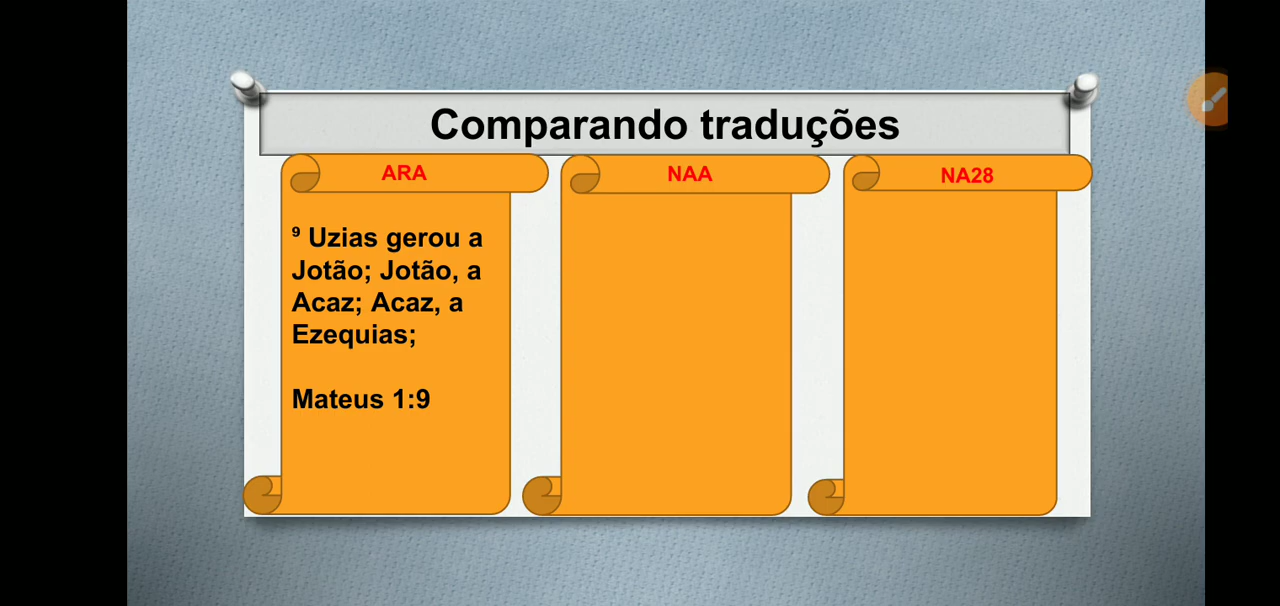 Comparando traduções
ARA
NAA
NA28
⁹ Uzias gerou a
Jotão; Jotão, a
Acaz; Acaz, a
Ezequias;
Mateus 1:9